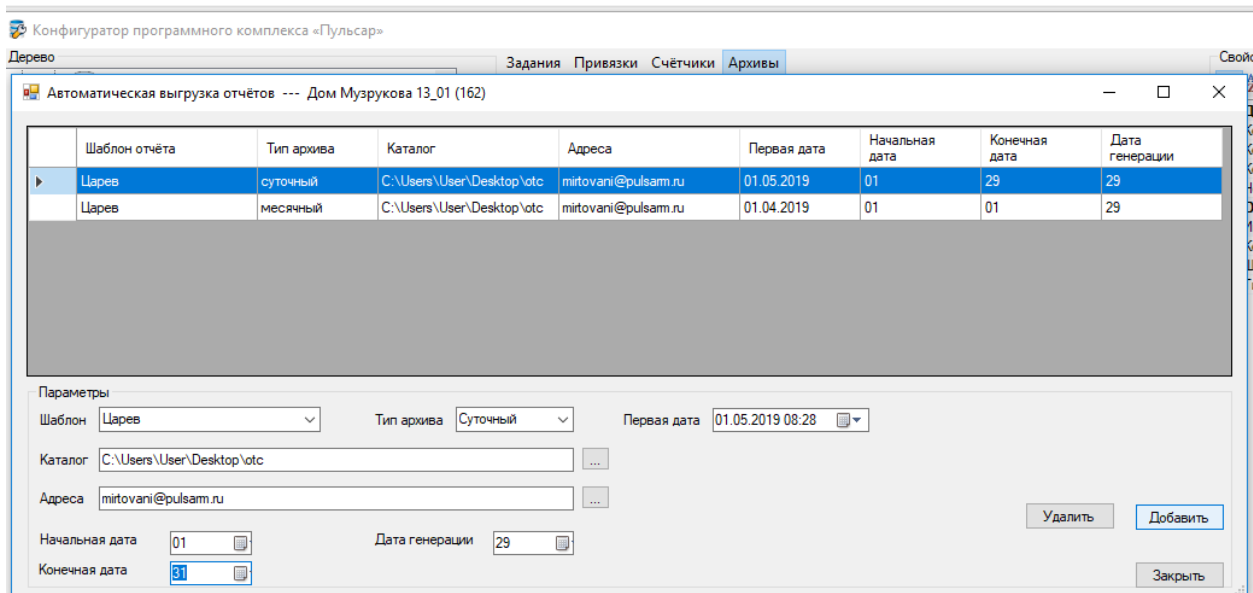 Конфигуратор программного комплекса «Пульсар»
Дерево
Задания Привязки Счётчики Архивы
Автоматическая выгрузка отчётов --- Дом Музрукова 13_01 (162)
Шаблон отчёта Тип архива Каталог Адреса Первая дата Начальная дата Конечная дата Дата генерации
Царев суточный C:\Users\User\Desktop\otc mirtovani@pulsarm.ru 01.05.2019 01 29 29
Царев месячный C:\Users\User\Desktop\otc mirtovani@pulsarm.ru 01.04.2019 01 01 29
Параметры
Шаблон Царев Тип архива Суточный Первая дата 01.05.2019 08:28
Каталог C:\Users\User\Desktop\otc ...
Адреса mirtovani@pulsarm.ru ...
Удалить Добавить
Начальная дата 01 Дата генерации 29
Конечная дата 31
Закрыть